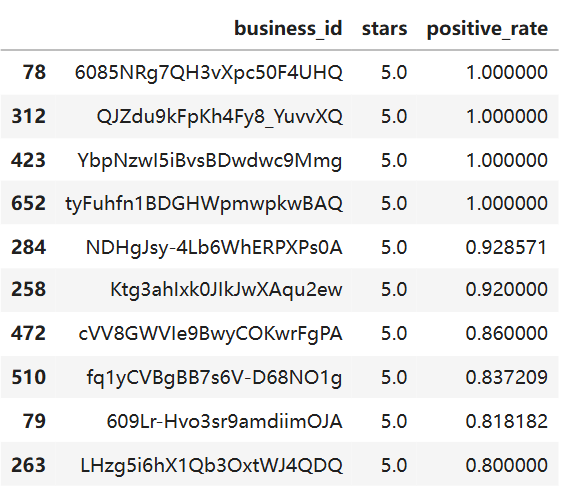 business_id stars positive_rate
78 6085NRg7QH3vXpc50F4UHQ 5.0 1.000000
312 QJZdu9kFpKh4Fy8_YuvvXQ 5.0 1.000000
423 YbpNzwI5iBvsBDwdwc9Mmg 5.0 1.000000
652 tyFuhfn1BDGHWpmwpkwBAQ 5.0 1.000000
284 NDHgJsy-4Lb6WhERPXPs0A 5.0 0.928571
258 Ktg3ahIxk0JIkJwXAqu2ew 5.0 0.920000
472 cVV8GWVIe9BwyCOKwrFgPA 5.0 0.860000
510 fq1yCVBgBB7s6V-D68NO1g 5.0 0.837209
79 609Lr-Hvo3sr9amdiimOJA 5.0 0.818182
263 LHzg5i6hX1Qb3OxtWJ4QDQ 5.0 0.800000